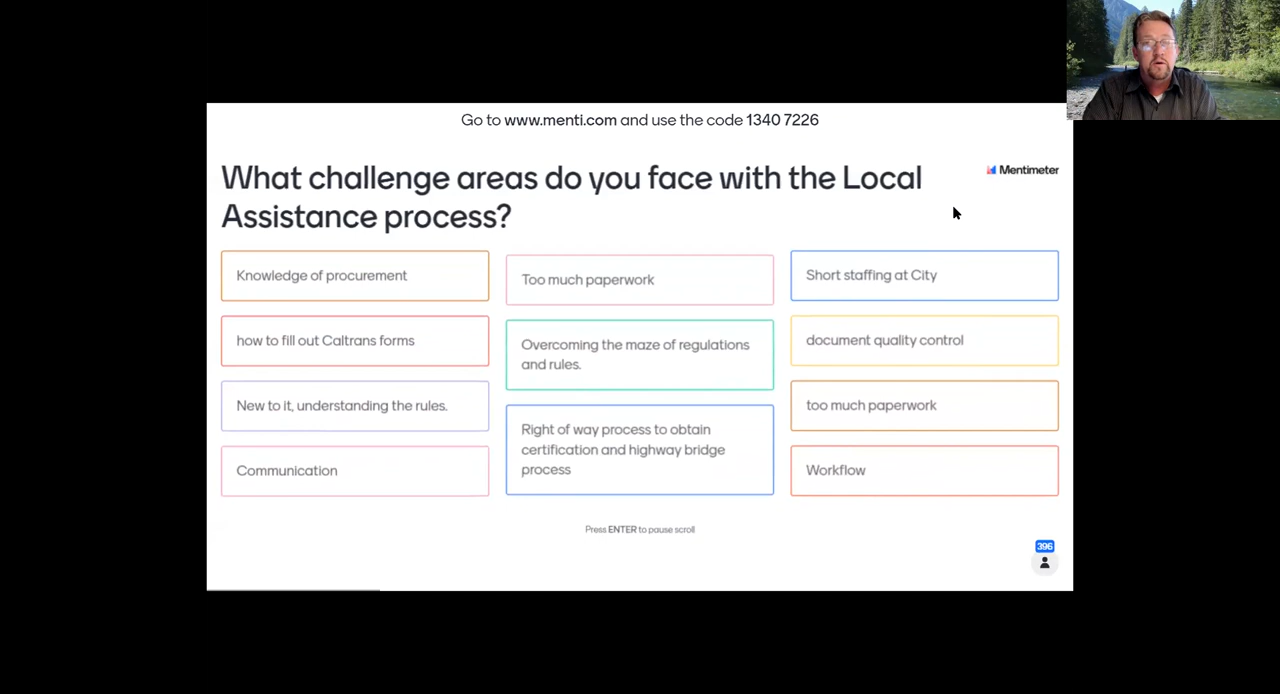 Go to www.menti.com and use the code 1340 7226
What challenge areas do you face with the Local
Assistance process?
Mentimeter
Knowledge of procurement
how to fill out Caltrans forms
New to it, understanding the rules.
Communication
Too much paperwork
Overcoming the maze of regulations
and rules.
Right of way process to obtain
certification and highway bridge
process
Short staffing at City
document quality control
too much paperwork
Workflow
Press ENTER to pause scroll
396